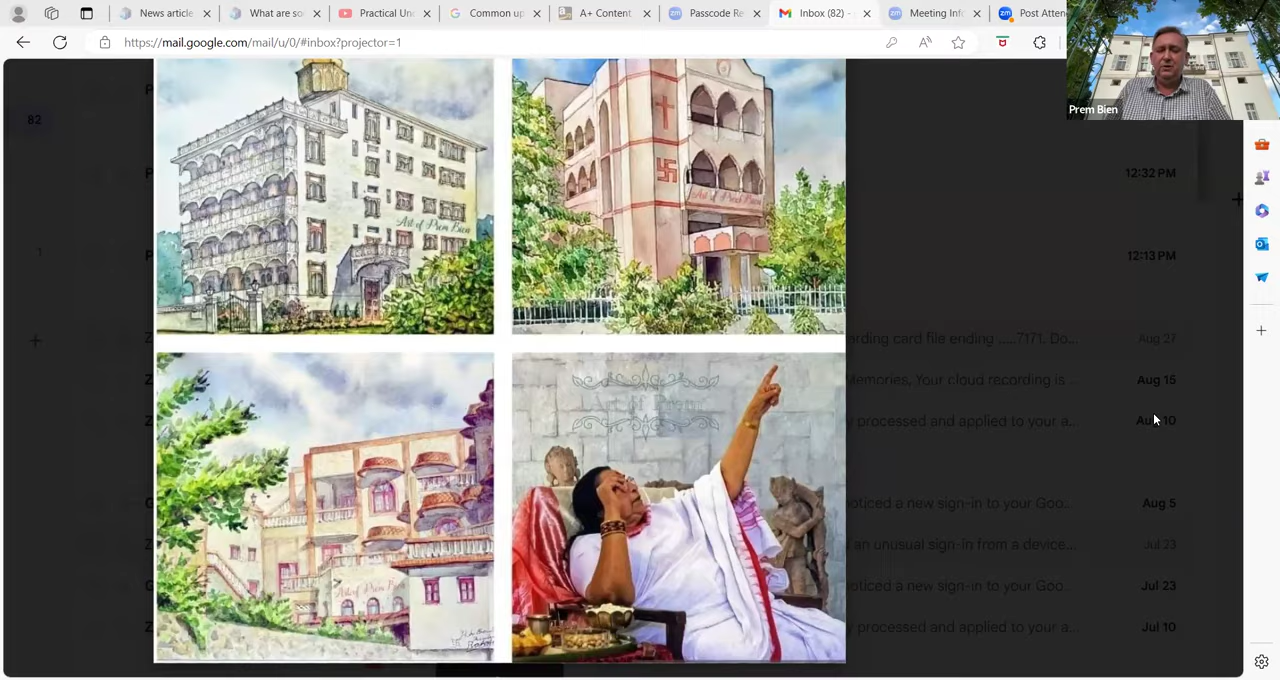 News article
What are so
Practical Un
Common up
A+ Content
Passcode Re
Inbox (82) -
Meeting Inf
Post Atten
https://mail.google.com/mail/u/0/#inbox?projector=1
Prem Bien
82
12:32 PM
Art of Prem Bien
Art of Prem Bien
12:13 PM
1
rding card file ending .....7171. Do...
Aug 27
Memories, Your cloud recording is ...
Aug 15
Art of Prem
y processed and applied to your a...
Aug 10
noticed a new sign-in to your Goo...
Aug 5
an unusual sign-in from a device...
Jul 23
noticed a new sign-in to your Goo...
Jul 23
Art of Prem Bien
y processed and applied to your a...
Jul 10